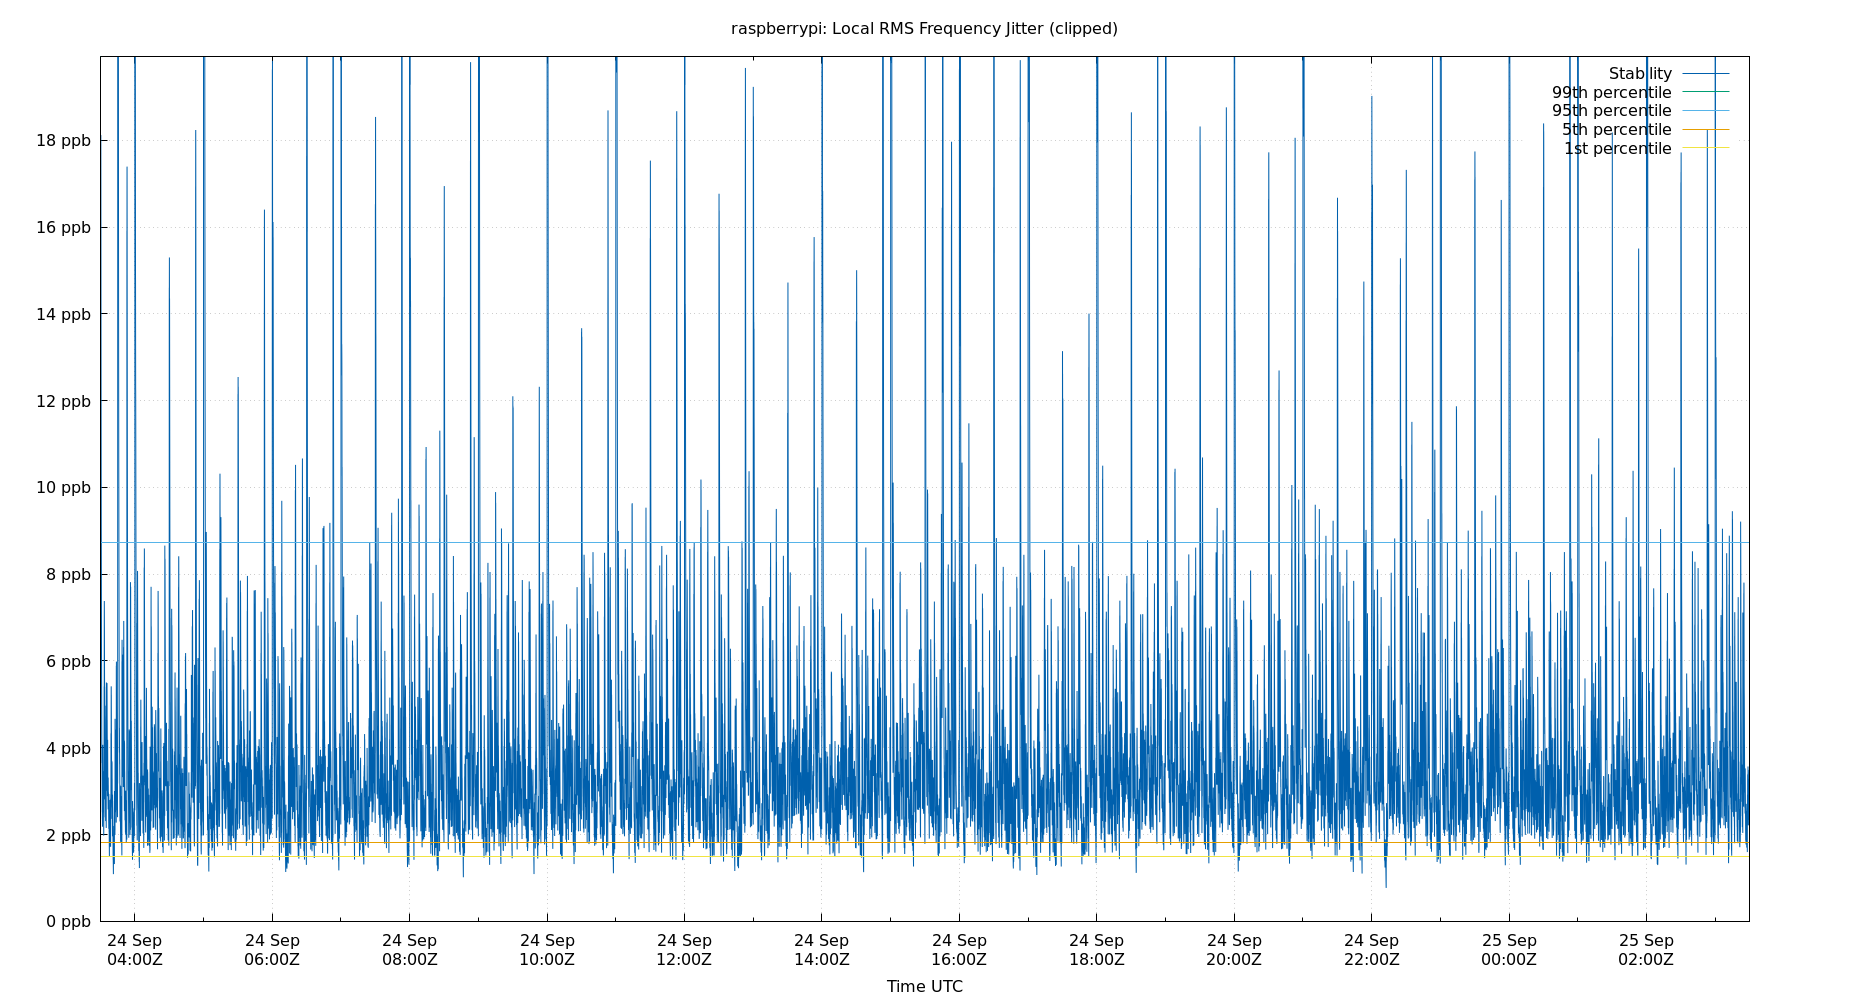 raspberrypi: Local RMS Frequency Jitter (clipped)
Stability
99th percentile
95th percentile
5th percentile
1st percentile
18 ppb
16 ppb
14 ppb
12 ppb
10 ppb
8 ppb
6 ppb
4 ppb
2 ppb
0 ppb
24 Sep 24 Sep 24 Sep 24 Sep 24 Sep 24 Sep 24 Sep 24 Sep 24 Sep 24 Sep 25 Sep 25 Sep
04:00Z 06:00Z 08:00Z 10:00Z 12:00Z 14:00Z 16:00Z 18:00Z 20:00Z 22:00Z 00:00Z 02:00Z
Time UTC